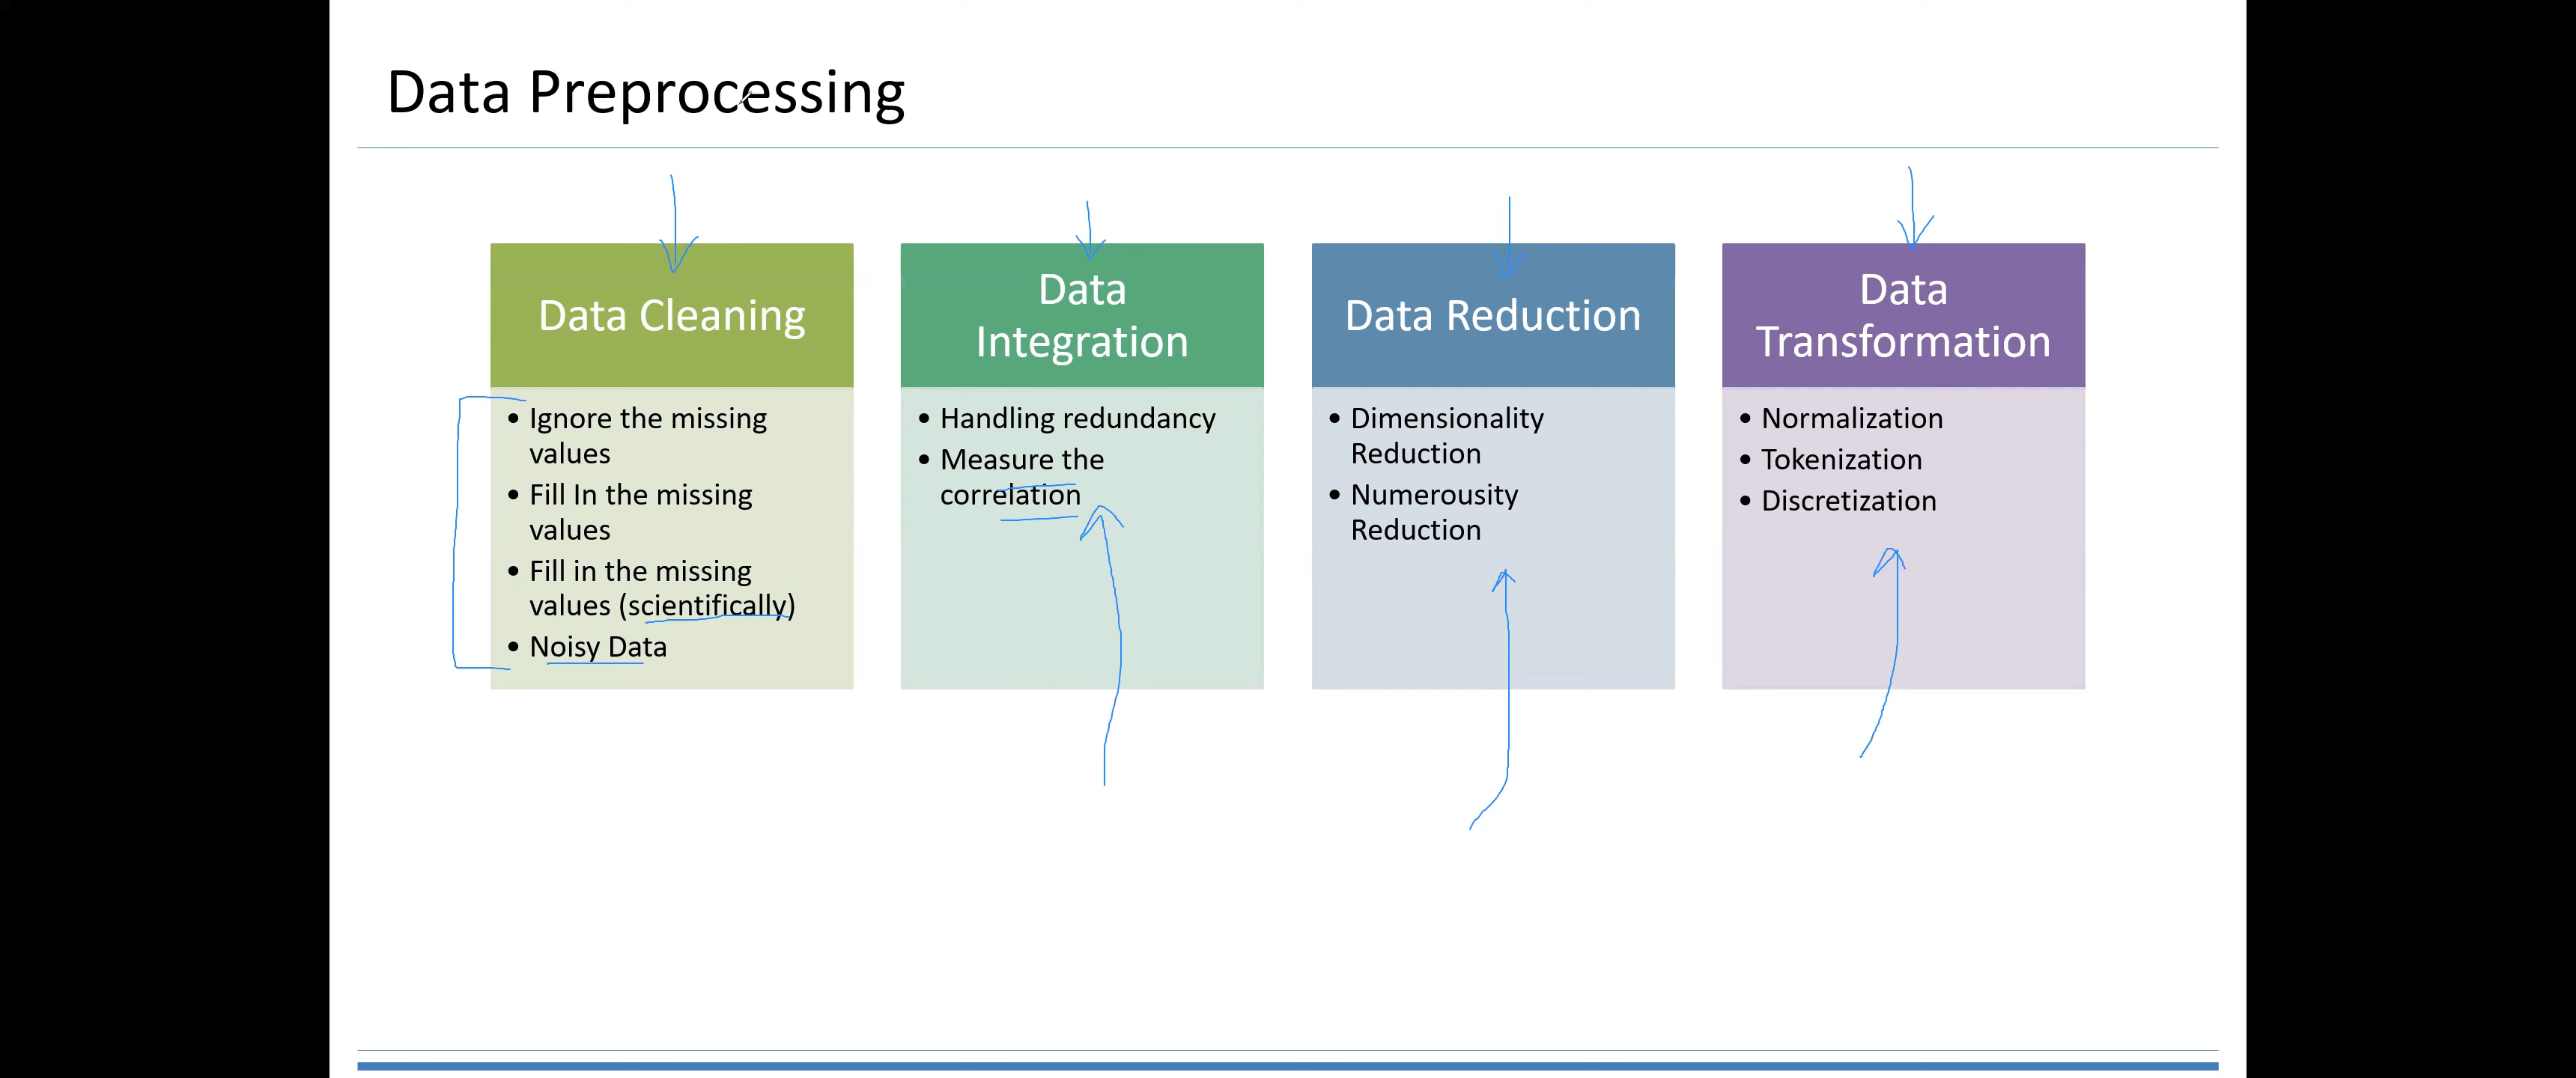 Data Preprocessing
Data Cleaning
• Ignore the missing
values
• Fill In the missing
values
• Fill in the missing
values (scientifically)
• Noisy Data
Data
Integration
• Handling redundancy
• Measure the
correlation
Data Reduction
• Dimensionality
Reduction
• Numerousity
Reduction
Data
Transformation
• Normalization
• Tokenization
• Discretization